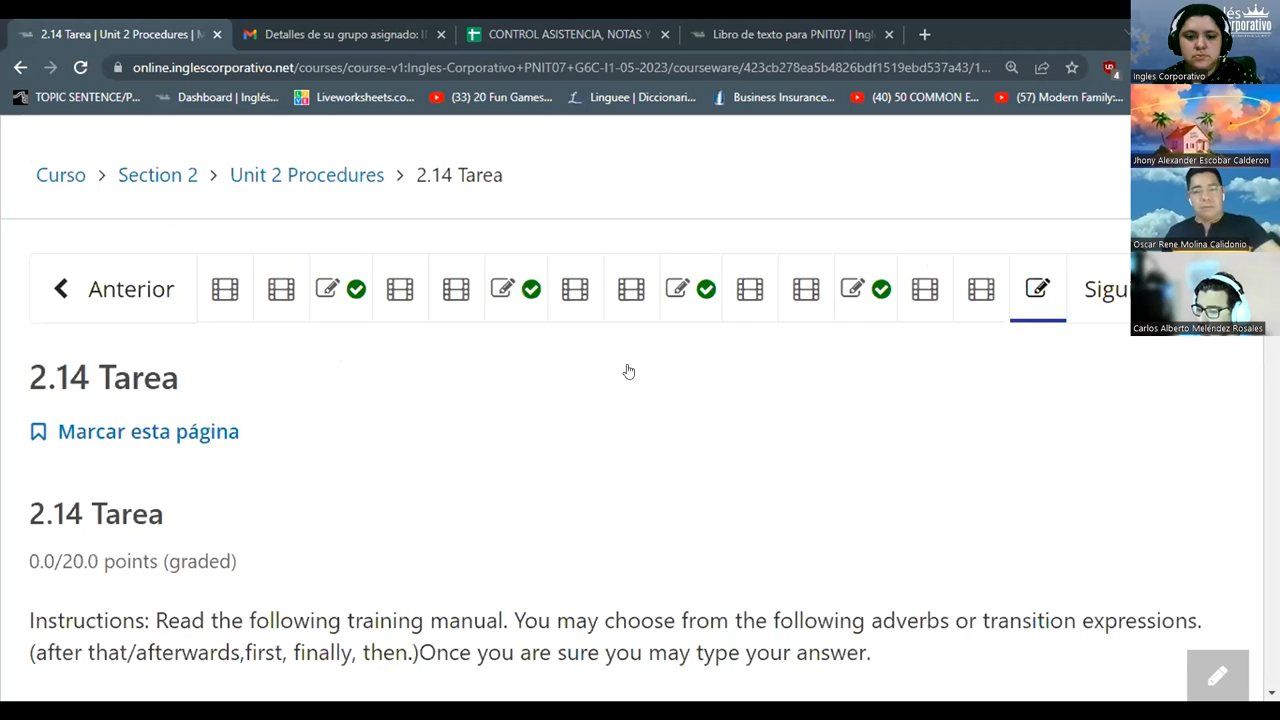 2.14 Tarea | Unit 2 Procedures | M
Detalles de su grupo asignado: I
CONTROL ASISTENCIA, NOTAS Y
Libro de texto para PNIT07 | Ingl
online.inglescorporativo.net/courses/course-v1:Ingles-Corporativo+PNIT07+G6C-I1-05-2023/courseware/423cb278ea5b4826bdf1519ebd537a43/1...
TOPIC SENTENCE/P...
Dashboard | Inglés...
Liveworksheets.co...
(33) 20 Fun Games...
Linguee | Diccionari...
Business Insurance...
(40) 50 COMMON E...
(57) Modern Family:...
Ingles Corporativo
Jhony Alexander Escobar Calderon
Oscar Rene Molina Calidonio
Carlos Alberto Meléndez Rosales
Curso > Section 2 > Unit 2 Procedures > 2.14 Tarea
Anterior
Sigu
2.14 Tarea
Marcar esta página
2.14 Tarea
0.0/20.0 points (graded)
Instructions: Read the following training manual. You may choose from the following adverbs or transition expressions.
(after that/afterwards,first, finally, then.)Once you are sure you may type your answer.